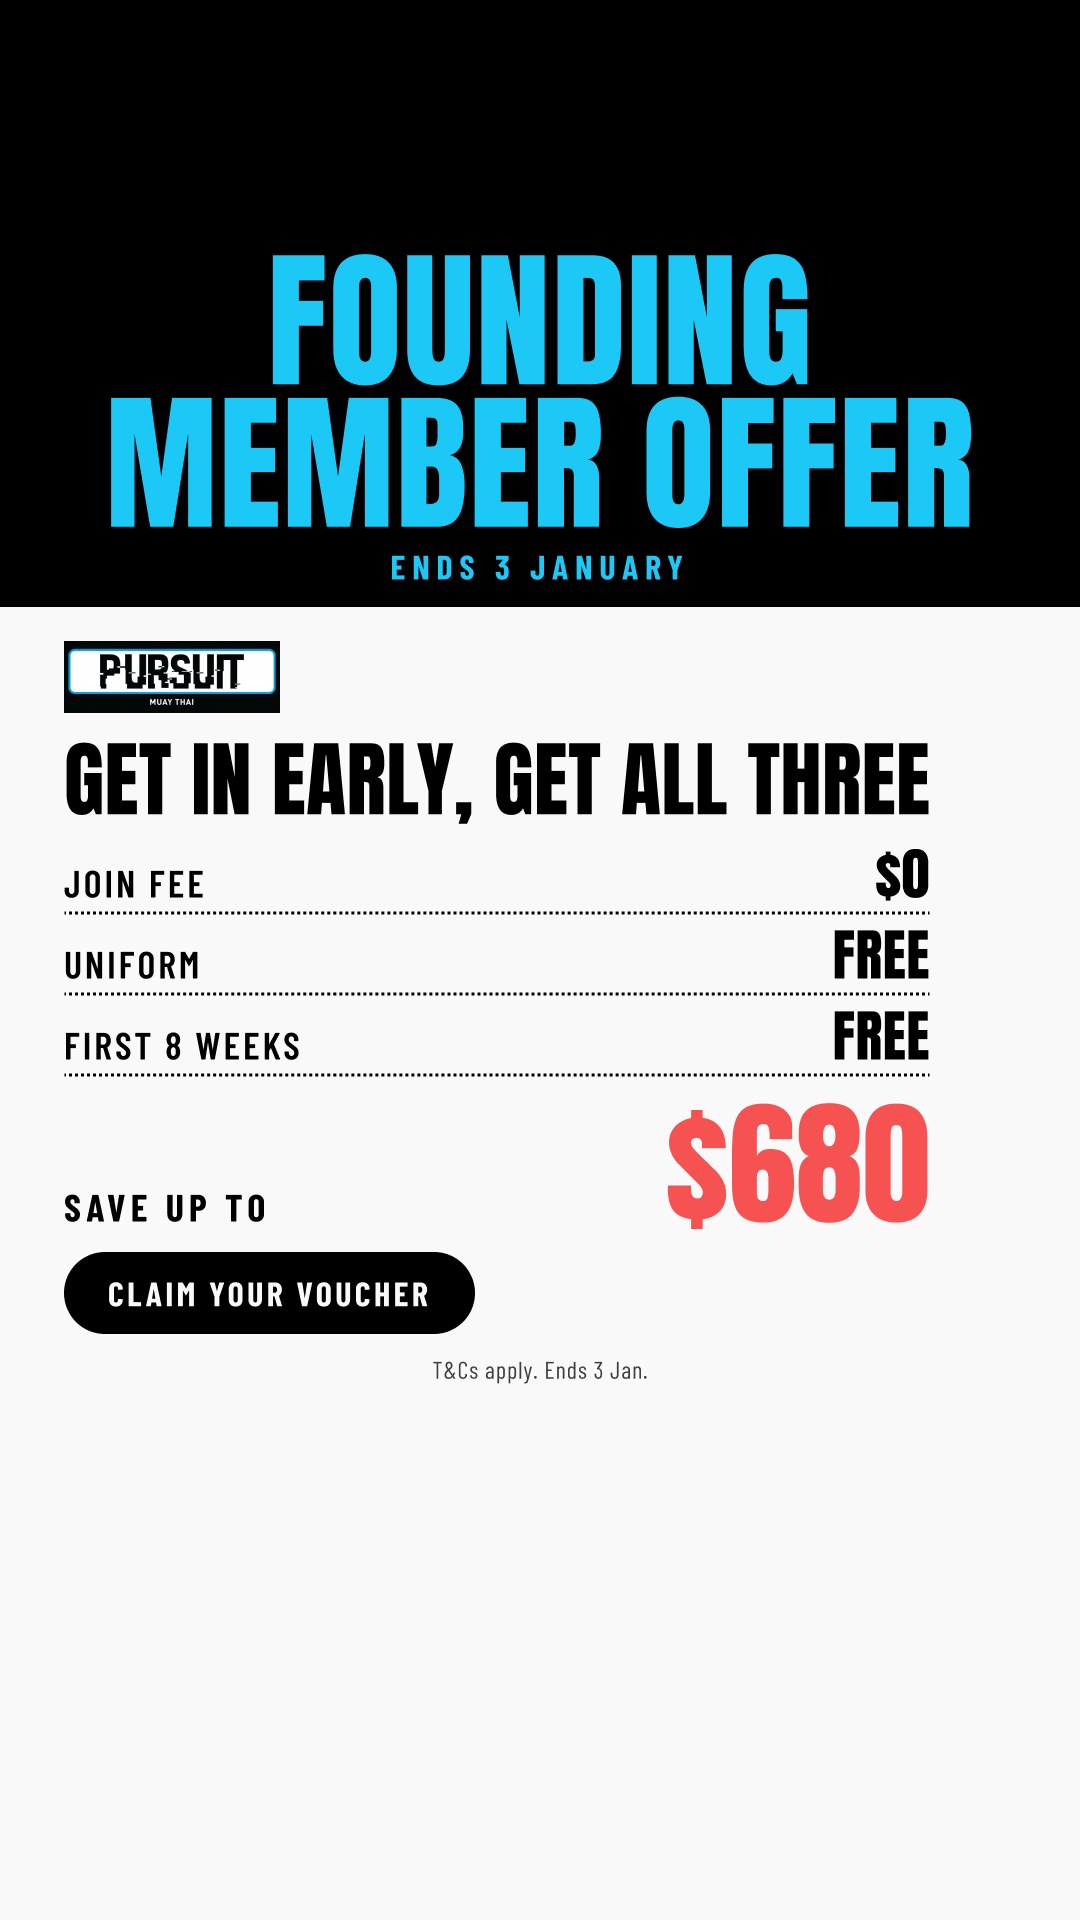 FOUNDING
MEMBER OFFER
ENDS 3 JANUARY
PURSUIT
MUAY THAI
GET IN EARLY, GET ALL THREE
JOIN FEE $0
UNIFORM FREE
FIRST 8 WEEKS FREE
SAVE UP TO $680
CLAIM YOUR VOUCHER
T&Cs apply. Ends 3 Jan.